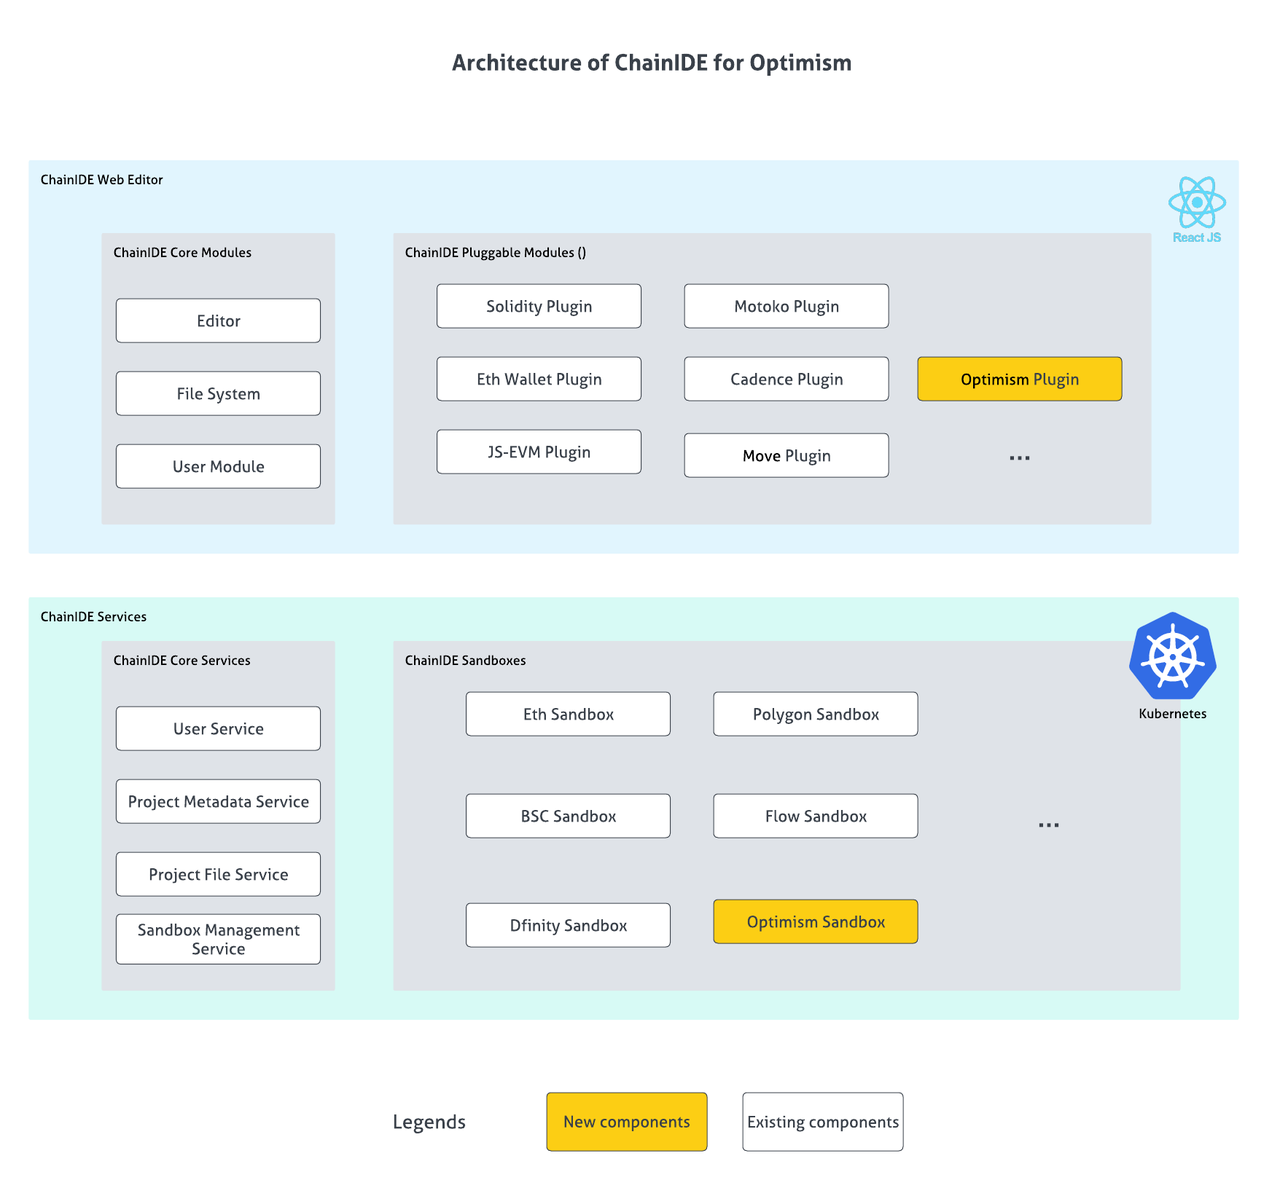 Architecture of ChainIDE for Optimism
ChainIDE Web Editor
React JS
ChainIDE Core Modules
Editor
File System
User Module
ChainIDE Pluggable Modules ()
Solidity Plugin
Motoko Plugin
Eth Wallet Plugin
Cadence Plugin
Optimism Plugin
JS-EVM Plugin
Move Plugin
...
ChainIDE Services
Kubernetes
ChainIDE Core Services
User Service
Project Metadata Service
Project File Service
Sandbox Management
Service
ChainIDE Sandboxes
Eth Sandbox
Polygon Sandbox
BSC Sandbox
Flow Sandbox
...
Dfinity Sandbox
Optimism Sandbox
Legends
New components
Existing components